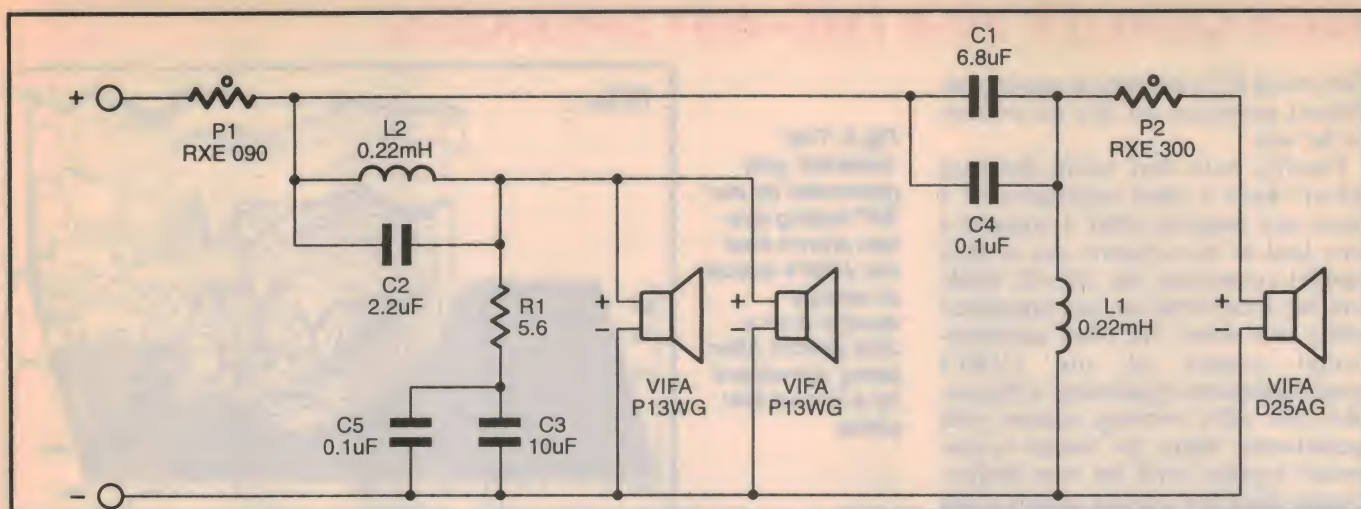 C1
6.8uF
+
P1
RXE 090
L2
0.22mH
P2
RXE 300
C4
0.1uF
C2
2.2uF
R1
5.6
+
−
+
−
L1
0.22mH
+
−
VIFA
P13WG
VIFA
P13WG
VIFA
D25AG
C5
0.1uF
C3
10uF
−